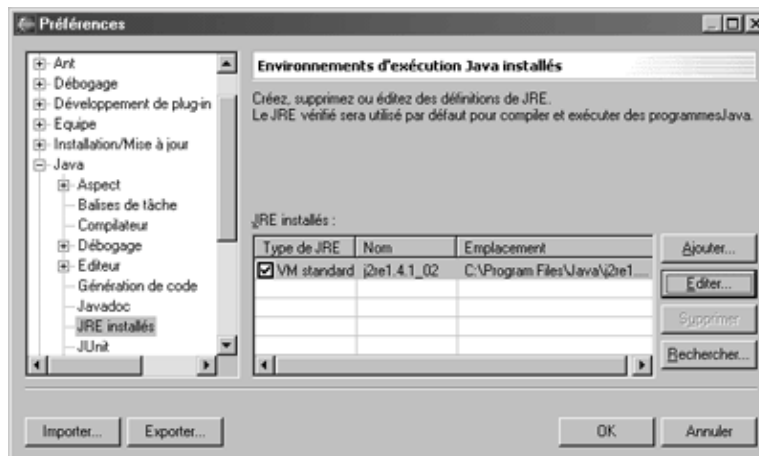 Préférences
Ant
Débogage
Développement de plug-in
Equipe
Installation/Mise à jour
Java
Aspect
Balises de tâche
Compilateur
Débogage
Editeur
Génération de code
Javadoc
JRE installés
JUnit
Environnements d'exécution Java installés
Créez, supprimez ou éditez des définitions de JRE.
Le JRE vérifié sera utilisé par défaut pour compiler et exécuter des programmesJava.
JRE installés :
Type de JRE Nom Emplacement
VM standard j2re1.4.1_02 C:\Program Files\Java\j2re1....
Ajouter...
Editer...
Supprimer
Rechercher...
Importer... Exporter... OK Annuler